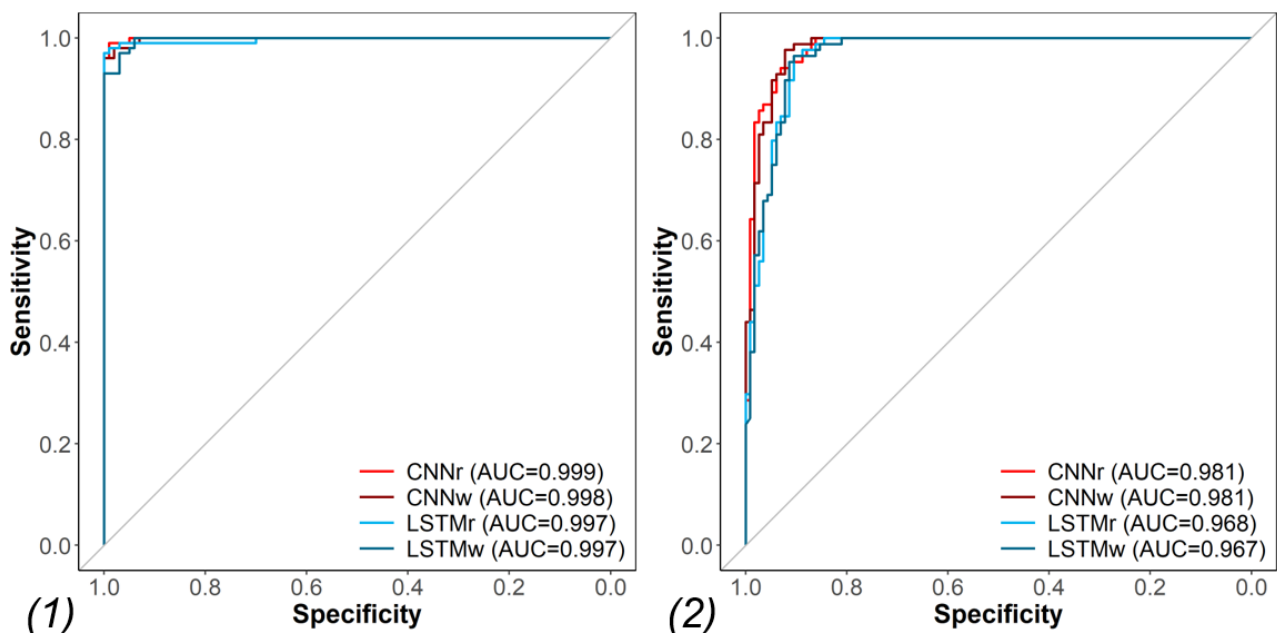 1.0
0.8
0.6
0.4
0.2
0.0
Sensitivity
CNNr (AUC=0.999)
CNNw (AUC=0.998)
LSTMr (AUC=0.997)
LSTMw (AUC=0.997)
1.0 0.8 0.6 0.4 0.2 0.0
Specificity
(1)
1.0
0.8
0.6
0.4
0.2
0.0
Sensitivity
CNNr (AUC=0.981)
CNNw (AUC=0.981)
LSTMr (AUC=0.968)
LSTMw (AUC=0.967)
1.0 0.8 0.6 0.4 0.2 0.0
Specificity
(2)